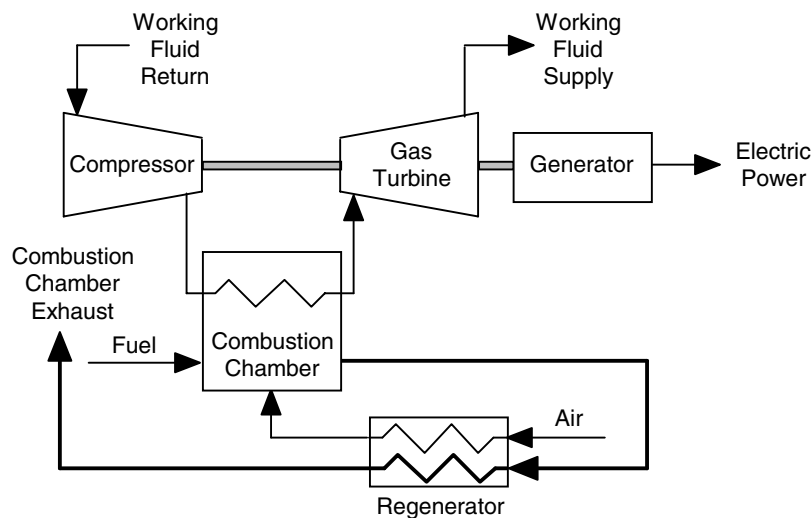 Working
Fluid
Return
Working
Fluid
Supply
Compressor
Gas
Turbine
Generator
Electric
Power
Combustion
Chamber
Exhaust
Fuel
Combustion
Chamber
Air
Regenerator